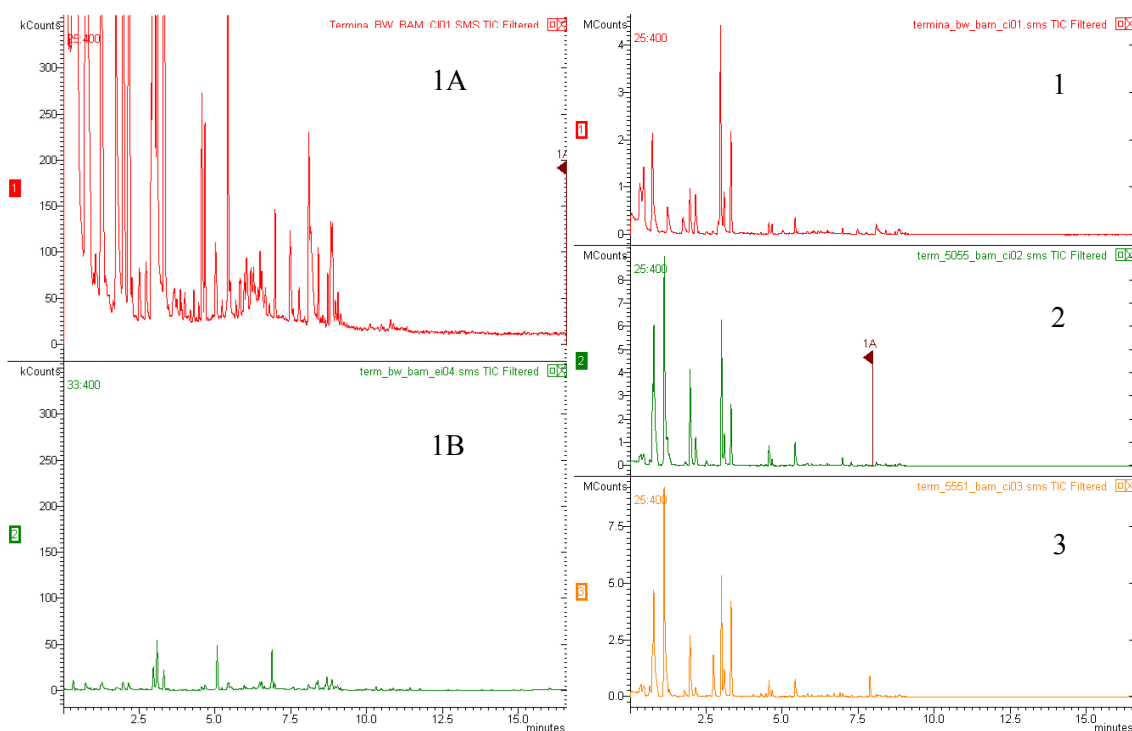 kCounts
Termina_BW_BAM_CI01.SMS TIC Filtered
25:400
350
300
250
200
150
100
50
0
1A
1A
1
kCounts
term_bw_bam_ei04.sms TIC Filtered
33:400
350
300
250
200
150
100
50
0
1B
2
2.5 5.0 7.5 10.0 12.5 15.0
minutes
MCounts
termina_bw_bam_ci01.sms TIC Filtered
25:400
4
3
2
1
0
1
1
MCounts
term_5055_bam_ci02.sms TIC Filtered
25:400
8
7
6
5
4
3
2
1
0
2
1A
2
MCounts
term_5551_bam_ci03.sms TIC Filtered
25:400
7.5
5.0
2.5
0.0
3
3
2.5 5.0 7.5 10.0 12.5 15.0
minutes